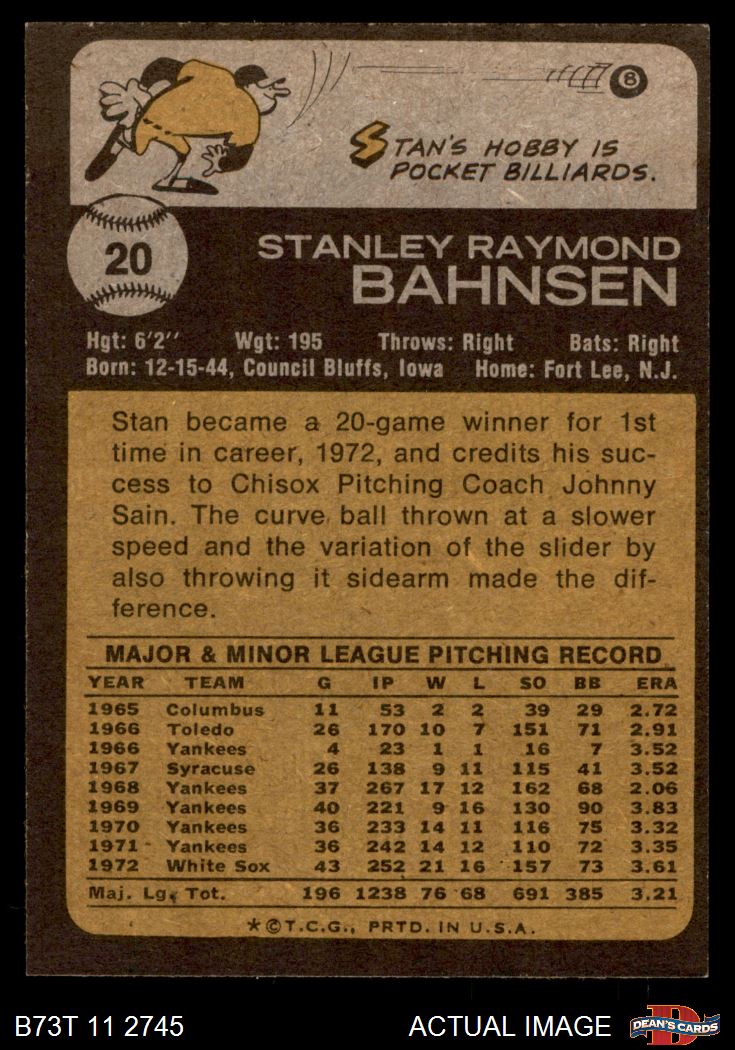 8
STAN'S HOBBY IS
POCKET BILLIARDS.
20
STANLEY RAYMOND
BAHNSEN
Hgt: 6'2" Wgt: 195 Throws: Right Bats: Right
Born: 12-15-44, Council Bluffs, Iowa Home: Fort Lee, N.J.
Stan became a 20-game winner for 1st
time in career, 1972, and credits his suc-
cess to Chisox Pitching Coach Johnny
Sain. The curve ball thrown at a slower
speed and the variation of the slider by
also throwing it sidearm made the dif-
ference.
MAJOR & MINOR LEAGUE PITCHING RECORD
YEAR TEAM G IP W L SO BB ERA
1965 Columbus 11 53 2 2 39 29 2.72
1966 Toledo 26 170 10 7 151 71 2.91
1966 Yankees 4 23 1 1 16 7 3.52
1967 Syracuse 26 138 9 11 115 41 3.52
1968 Yankees 37 267 17 12 162 68 2.06
1969 Yankees 40 221 9 16 130 90 3.83
1970 Yankees 36 233 14 11 116 75 3.32
1971 Yankees 36 242 14 12 110 72 3.35
1972 White Sox 43 252 21 16 157 73 3.61
Maj. Lg. Tot. 196 1238 76 68 691 385 3.21
*©T.C.G., PRTD. IN U.S.A.
B73T 11 2745 ACTUAL IMAGE D DEAN'S CARDS